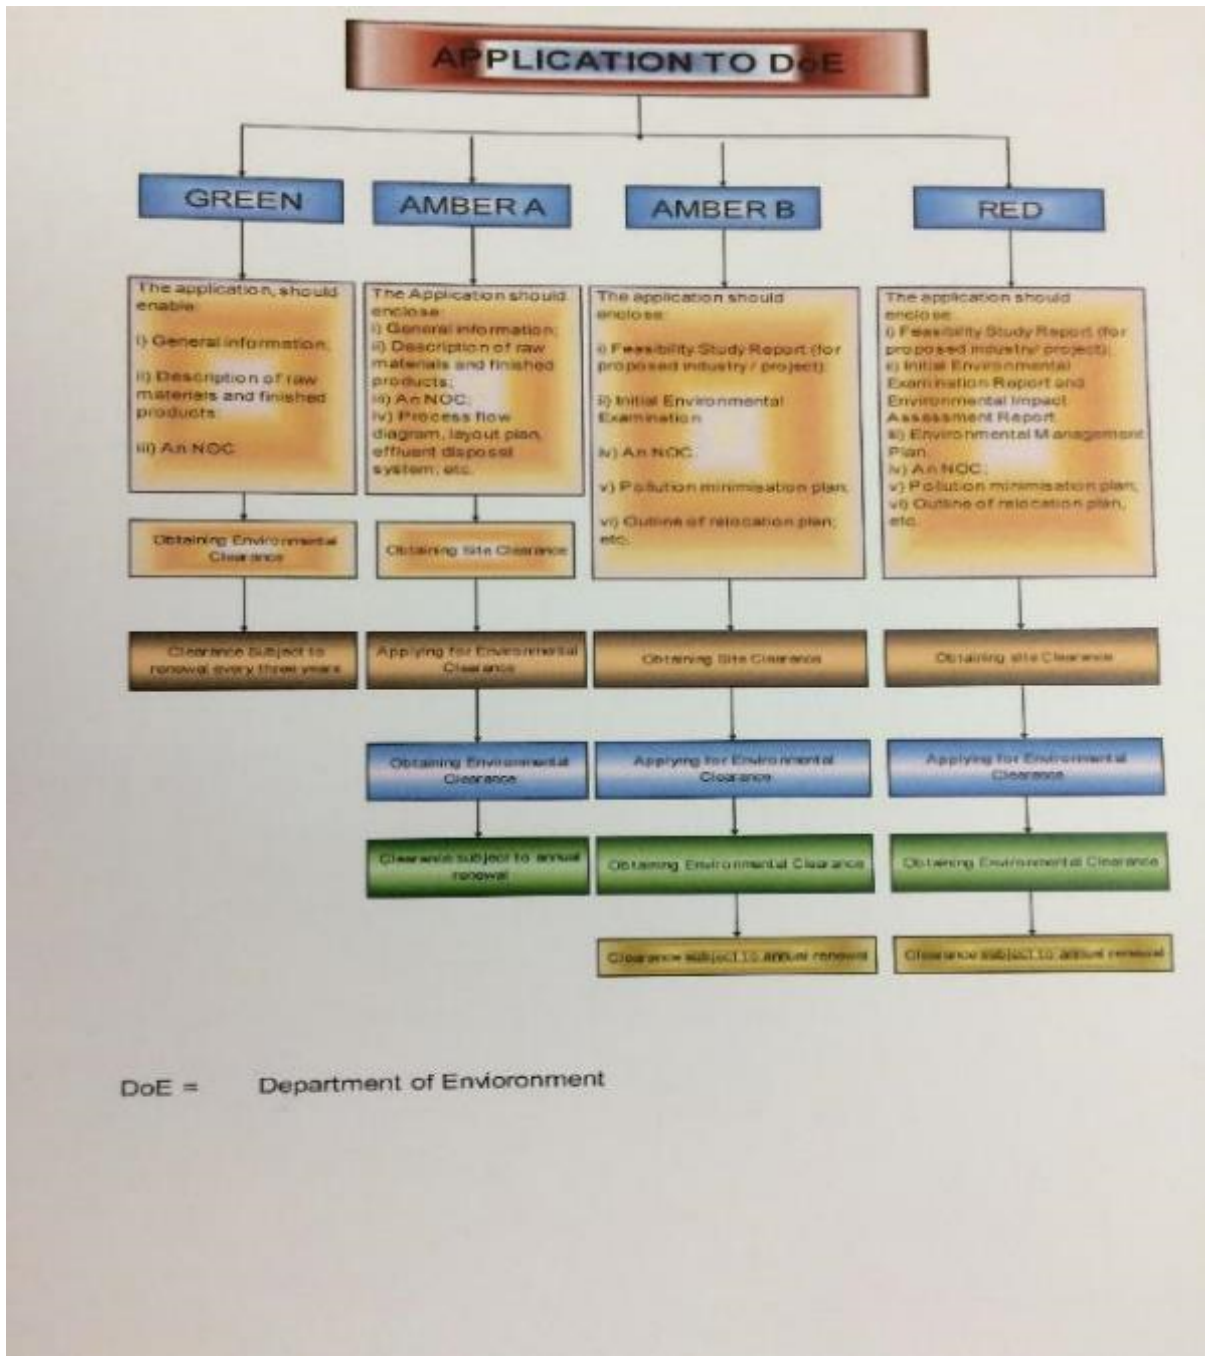 APPLICATION TO DoE
GREEN
AMBER A
AMBER B
RED
The application, should
enable:
i) General information;
ii) Description of raw
materials and finished
products
iii) An NOC
Obtaining Environmental
Clearance
Clearance Subject to
renewal every three years
The Application should
enclose
i) General information;
ii) Description of raw
materials and finished
products;
iii) An NOC;
iv) Process flow
diagram, layout plan,
effluent disposal
system, etc.
Obtaining Site Clearance
Applying for Environmental
Clearance
Obtaining Environmental
Clearance
Clearance subject to annual
renewal
The application should
enclose:
i) Feasibility Study Report (for
proposed industry / project);
ii) Initial Environmental
Examination
iv) An NOC;
v) Pollution minimisation plan;
vi) Outline of relocation plan;
etc.
Obtaining Site Clearance
Applying for Environmental
Clearance
Obtaining Environmental Clearance
Clearance subject to annual renewal
The application should
enclose:
i) Feasibility Study Report (for
proposed industry/ project);
ii) Initial Environmental
Examination Report and
Environmental Impact
Assessment Report
iii) Environmental Management
Plan
iv) An NOC;
v) Pollution minimisation plan;
vi) Outline of relocation plan,
etc.
Obtaining site Clearance
Applying for Environmental
Clearance
Obtaining Environmental Clearance
Clearance subject to annual renewal
DoE = Department of Envioronment